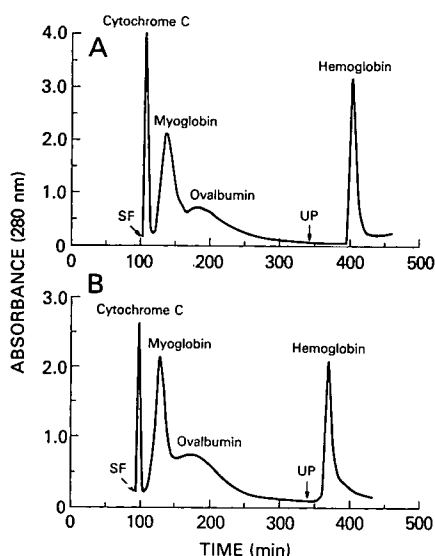 A
Cytochrome C
4.0
Hemoglobin
3.0
Myoglobin
2.0
Ovalbumin
1.0
SF
UP
0
0 100 200 300 400 500
B
3.0
Cytochrome C
Myoglobin
Hemoglobin
2.0
Ovalbumin
1.0
SF
UP
0
0 100 200 300 400 500
ABSORBANCE (280 nm)
TIME (min)